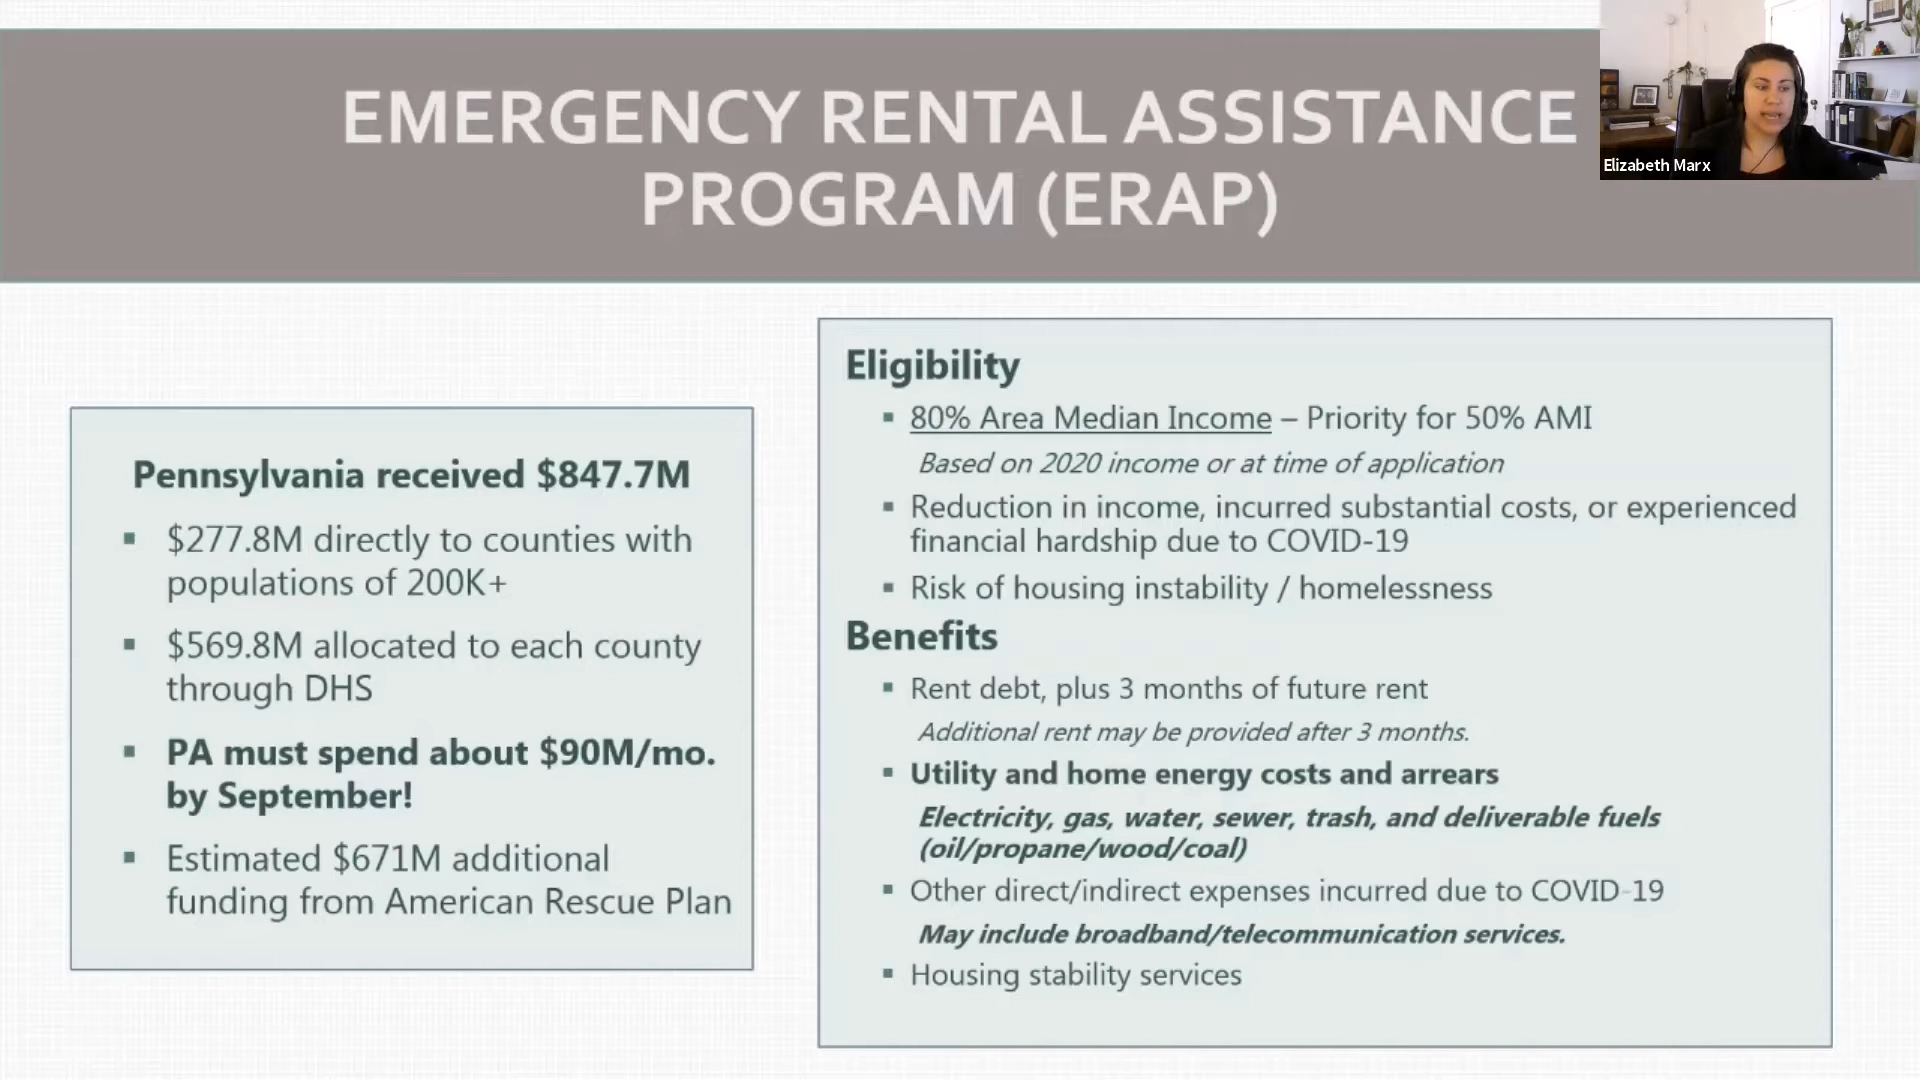 EMERGENCY RENTAL ASSISTANCE
PROGRAM (ERAP)
Elizabeth Marx
Pennsylvania received $847.7M
▪ $277.8M directly to counties with
populations of 200K+
▪ $569.8M allocated to each county
through DHS
▪ PA must spend about $90M/mo.
by September!
▪ Estimated $671M additional
funding from American Rescue Plan
Eligibility
▪ 80% Area Median Income – Priority for 50% AMI
Based on 2020 income or at time of application
▪ Reduction in income, incurred substantial costs, or experienced
financial hardship due to COVID-19
▪ Risk of housing instability / homelessness
Benefits
▪ Rent debt, plus 3 months of future rent
Additional rent may be provided after 3 months.
▪ Utility and home energy costs and arrears
Electricity, gas, water, sewer, trash, and deliverable fuels
(oil/propane/wood/coal)
▪ Other direct/indirect expenses incurred due to COVID-19
May include broadband/telecommunication services.
▪ Housing stability services